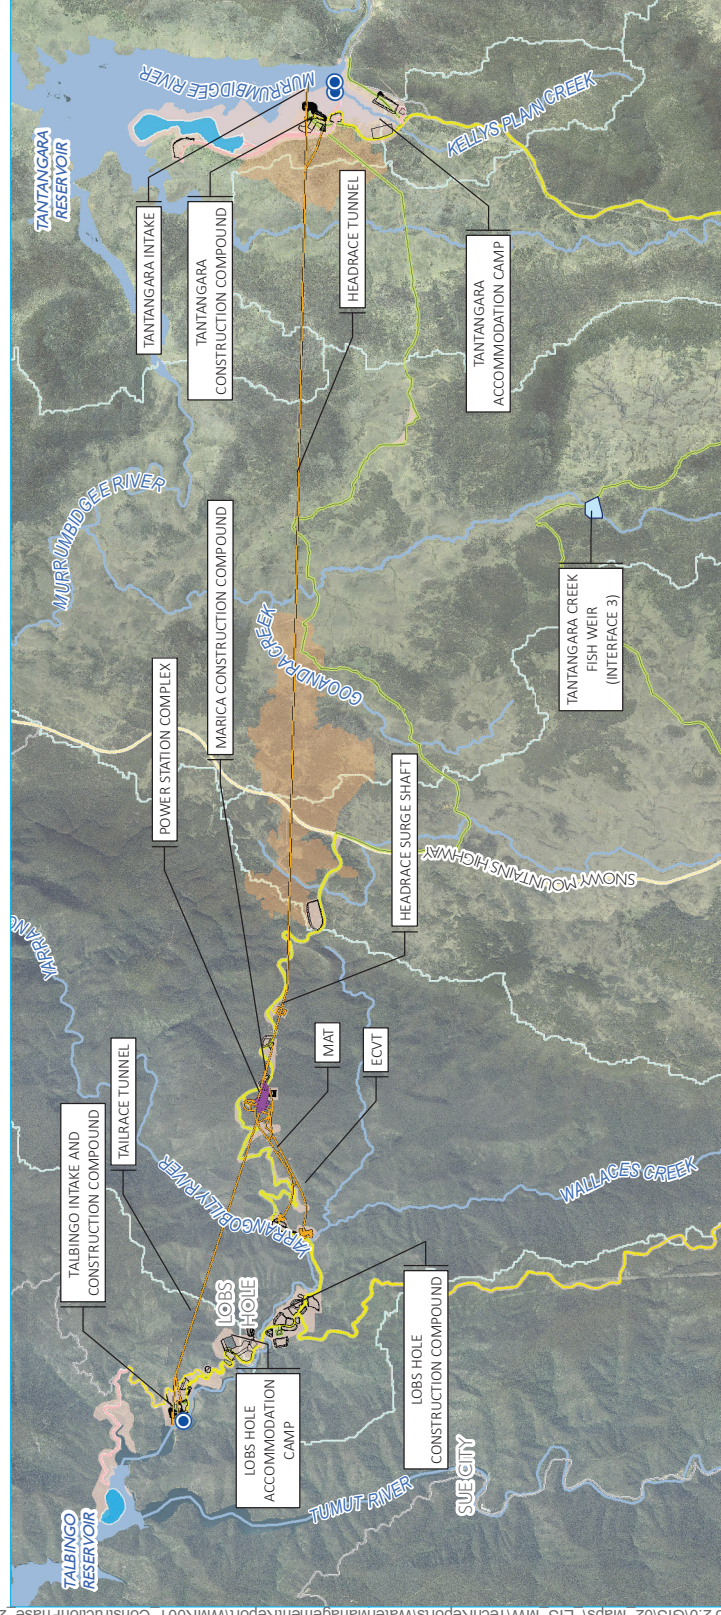 TALBINGO
RESERVOIR
TALBINGO INTAKE AND
CONSTRUCTION COMPOUND
TAILRACE TUNNEL
YARRANG
YARRANGOBILLY RIVER
POWER STATION COMPLEX
MARICA CONSTRUCTION COMPOUND
MURRUMBIDGEE RIVER
GOOANDRA CREEK
TANTANGARA
RESERVOIR
MURRUMBIDGEE RIVER
TANTANGARA INTAKE
TANTANGARA
CONSTRUCTION COMPOUND
HEADRACE TUNNEL
KELLYS PLAIN CREEK
TANTANGARA
ACCOMMODATION CAMP
LOBS
HOLE
LOBS HOLE
ACCOMMODATION
CAMP
MAT
ECVT
HEADRACE SURGE SHAFT
SNOWY MOUNTAINS HIGHWAY
TUMUT RIVER
LOBS HOLE
CONSTRUCTION COMPOUND
SUE CITY
WALLACES CREEK
TANTANGARA CREEK
FISH WEIR
(INTERFACE 3)